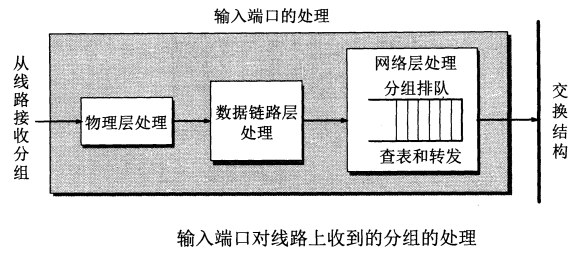 输入端口的处理
从线路接收分组
物理层处理
数据链路层
处理
网络层处理
分组排队
查表和转发
交换结构
输入端口对线路上收到的分组的处理